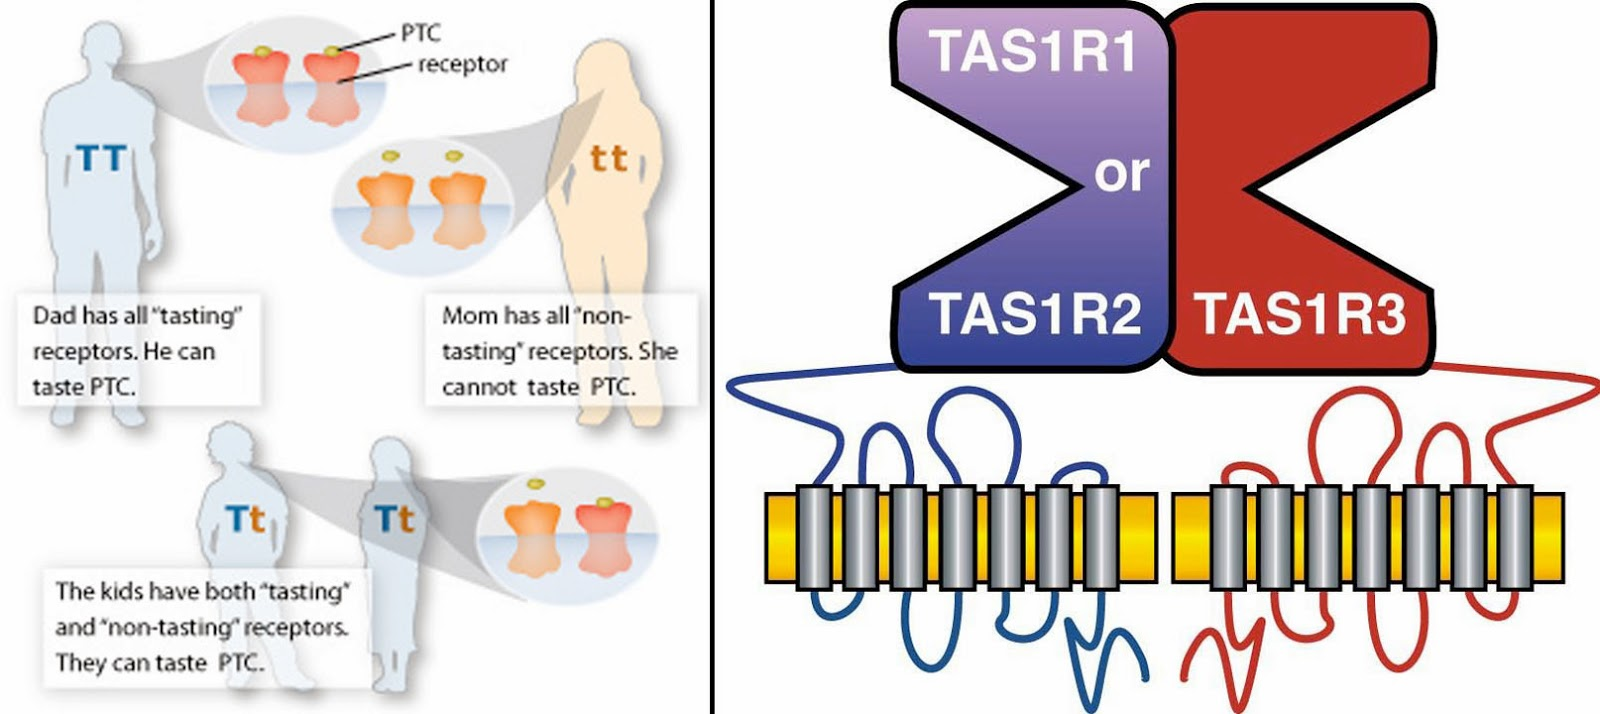 PTC
receptor
TT
tt
Dad has all "tasting"
receptors. He can
taste PTC.
Mom has all "non-
tasting" receptors. She
cannot taste PTC.
Tt
Tt
The kids have both "tasting"
and "non-tasting" receptors.
They can taste PTC.
TAS1R1
or
TAS1R2
TAS1R3